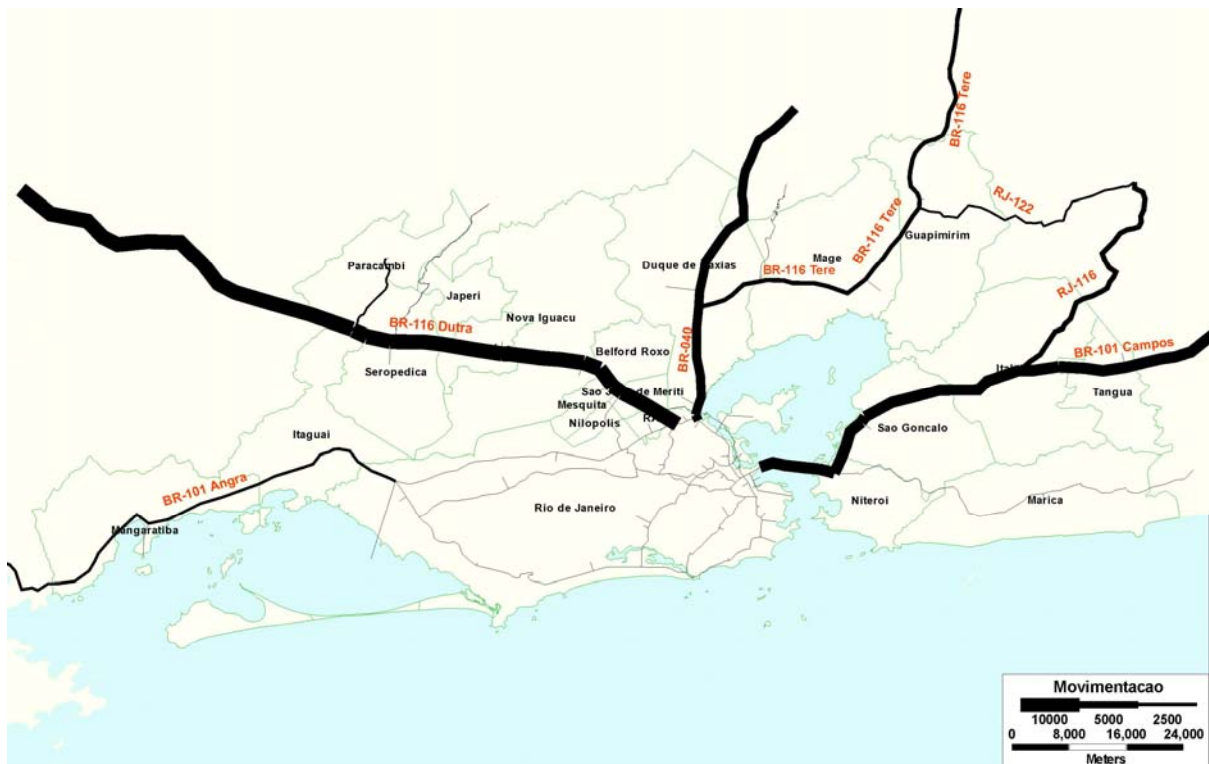 BR-116 Tere
RJ-122
BR-116 Tere
Guapimirim
Mage
Duque de Caxias
BR-116 Tere
Paracambi
Japeri
RJ-116
Nova Iguacu
BR-116 Dutra
BR-040
BR-101 Campos
Belford Roxo
Seropedica
Tangua
Mesquita
Nilopolis
Sao Goncalo
Itaguai
BR-101 Angra
Rio de Janeiro
Niteroi
Marica
Mangaratiba
Movimentacao
10000 5000 2500
0 8,000 16,000 24,000
Meters